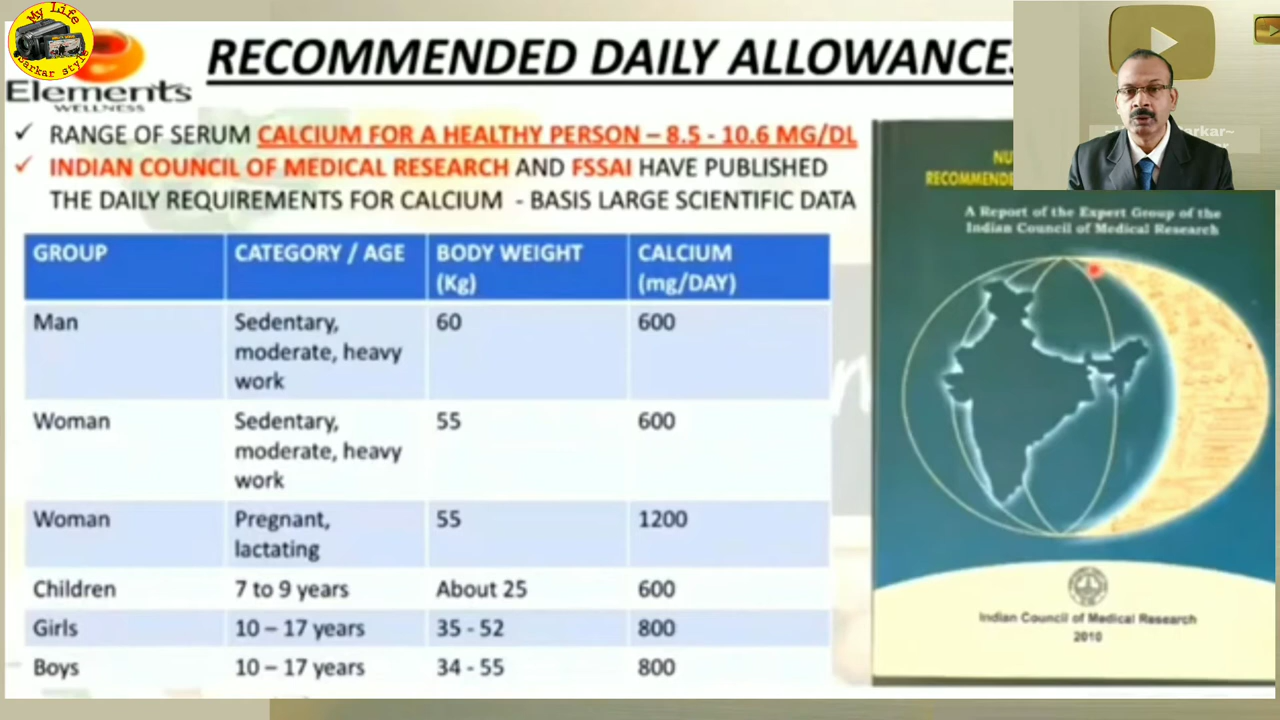 My Life
Sarkar style
Elements
WELLNESS
RECOMMENDED DAILY ALLOWANCES
✓ RANGE OF SERUM CALCIUM FOR A HEALTHY PERSON – 8.5 - 10.6 MG/DL
✓ INDIAN COUNCIL OF MEDICAL RESEARCH AND FSSAI HAVE PUBLISHED
THE DAILY REQUIREMENTS FOR CALCIUM - BASIS LARGE SCIENTIFIC DATA
GROUP CATEGORY / AGE BODY WEIGHT (Kg) CALCIUM (mg/DAY)
Man Sedentary, moderate, heavy work 60 600
Woman Sedentary, moderate, heavy work 55 600
Woman Pregnant, lactating 55 1200
Children 7 to 9 years About 25 600
Girls 10 – 17 years 35 - 52 800
Boys 10 – 17 years 34 - 55 800
A Report of the Expert Group of the
Indian Council of Medical Research
Indian Council of Medical Research
2010